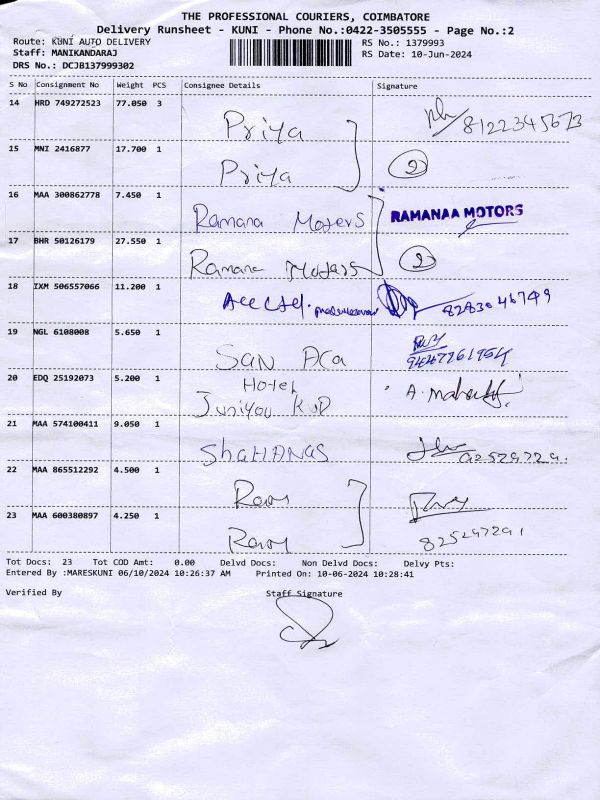 THE PROFESSIONAL COURIERS, COIMBATORE
Delivery Runsheet - KUNI - Phone No.:0422-3505555 - Page No.:2
Route: KUNI AUTO DELIVERY
RS No.: 1379993
Staff: MANIKANDARAJ
RS Date: 10-Jun-2024
DRS No.: DCJB137999302
S No Consignment No Weight PCS Consignee Details Signature
14 HRD 749272523 77.050 3 Priya 8122345673
15 MNI 2416877 17.700 1 Priya 2
16 MAA 300862778 7.450 1 Ramana Moters RAMANAA MOTORS
17 BHR 50126179 27.550 1 Ramana Moters 2
18 IXM 506557066 11.200 1 8283046749
19 NGL 6108008 5.650 1 SAN
20 EDQ 25192073 5.200 1 Hotel A.
21 MAA 574100411 9.050 1 ShaHANAS
22 MAA 865512292 4.500 1
23 MAA 600380897 4.250 1
Tot Docs: 23 Tot COD Amt: 0.00 Delvd Docs: Non Delvd Docs: Delvy Pts:
Entered By :MARESKUNI 06/10/2024 10:26:37 AM Printed On: 10-06-2024 10:28:41
Verified By Staff Signature